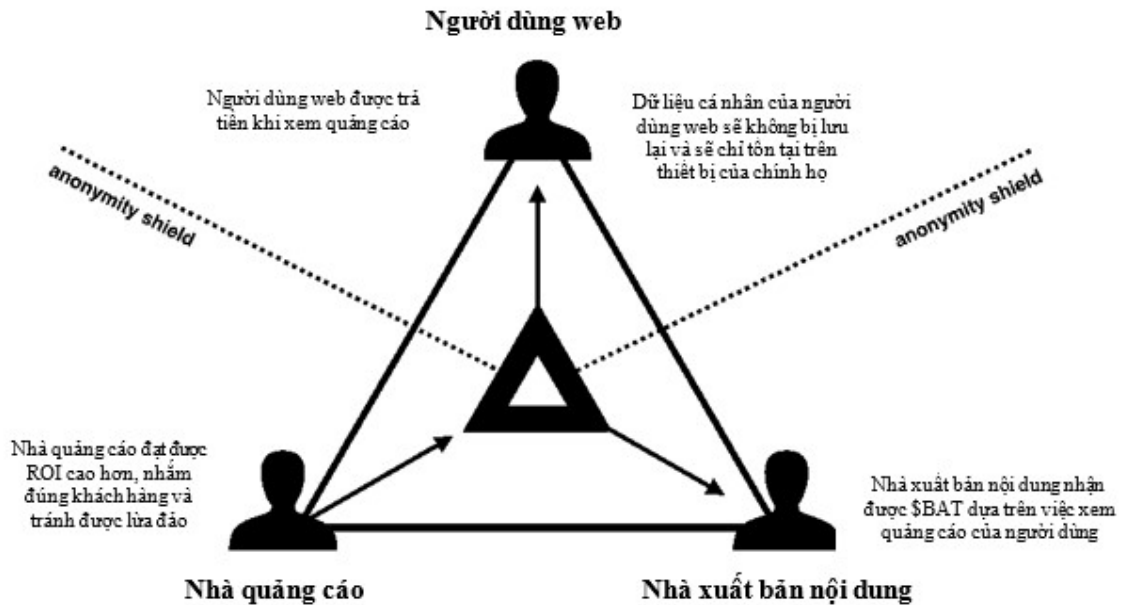 Người dùng web
Người dùng web được trả
tiền khi xem quảng cáo
Dữ liệu cá nhân của người
dùng web sẽ không bị lưu
lại và sẽ chỉ tồn tại trên
thiết bị của chính họ
anonymity shield
anonymity shield
Nhà quảng cáo đạt được
ROI cao hơn, nhắm
đúng khách hàng và
tránh được lừa đảo
Nhà xuất bản nội dung nhận
được $BAT dựa trên việc xem
quảng cáo của người dùng
Nhà quảng cáo
Nhà xuất bản nội dung